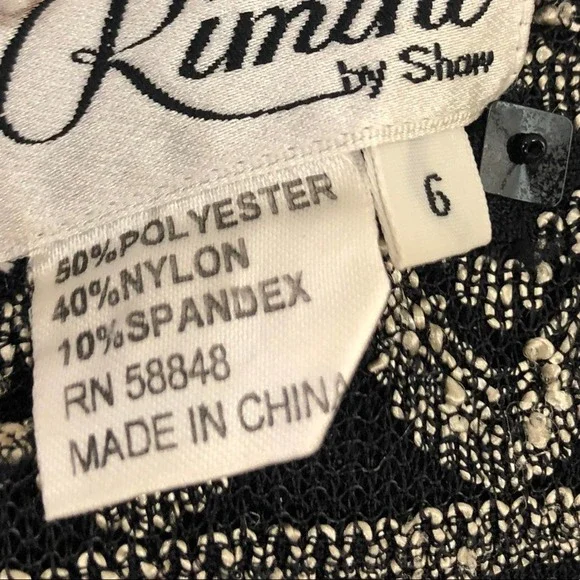 Rimini
by Shaw
6
50%POLYESTER
40%NYLON
10%SPANDEX
RN 58848
MADE IN CHINA